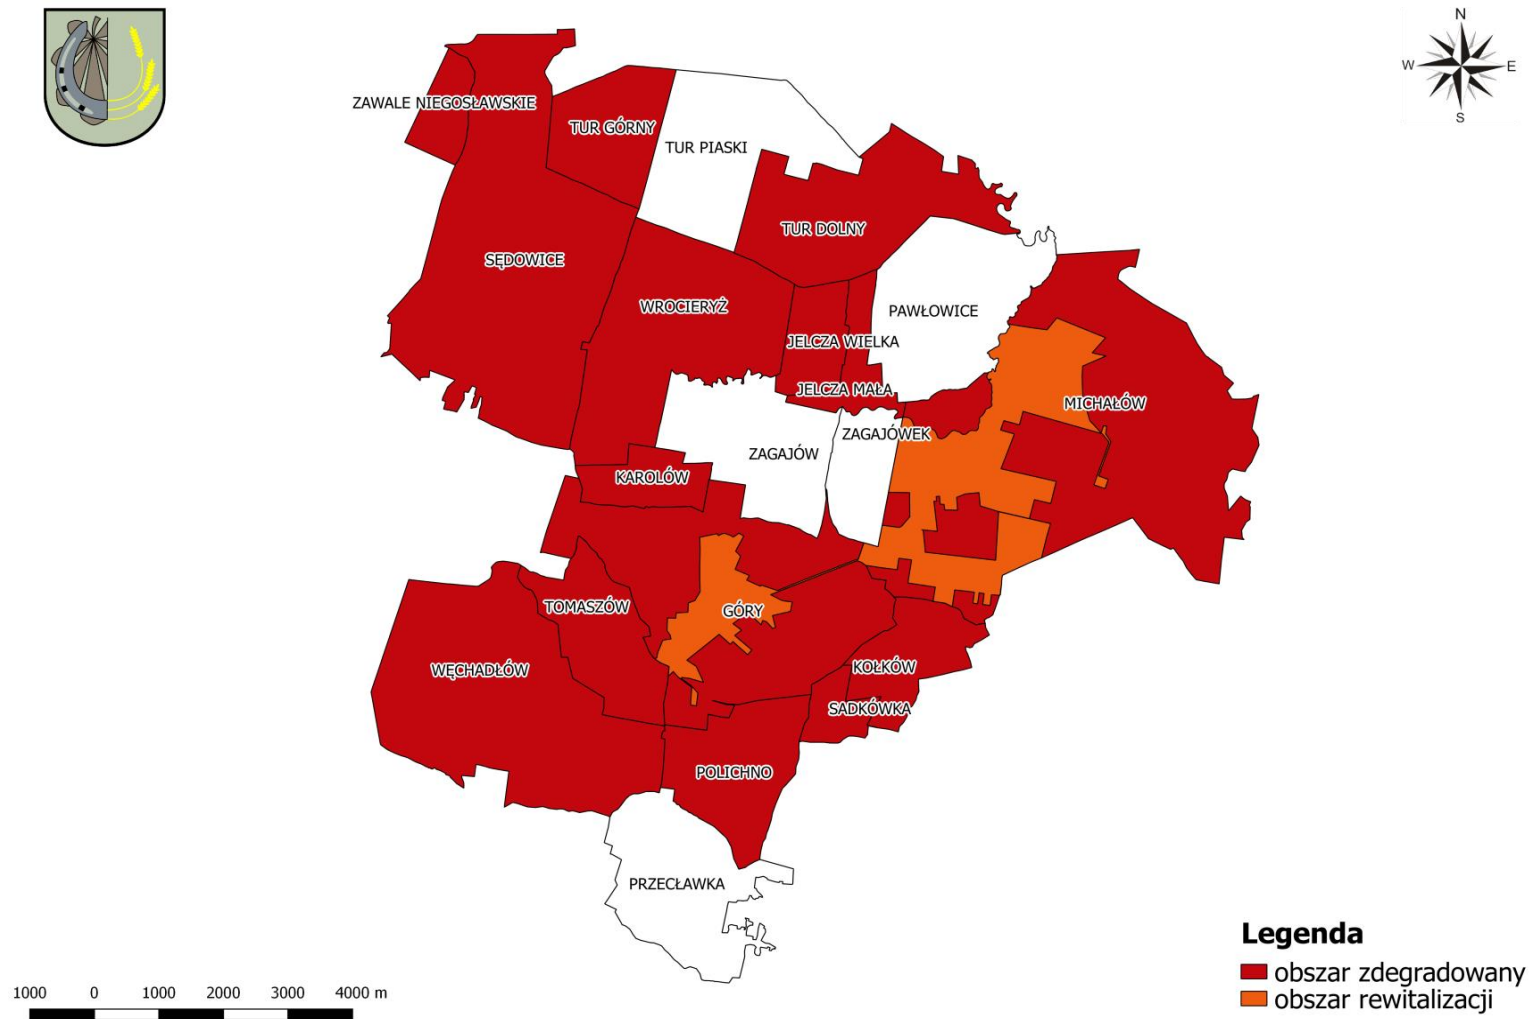 N
W
E
S
ZAWALE NIEGOSŁAWSKIE
TUR GÓRNY
TUR PIASKI
TUR DOLNY
SĘDOWICE
WROCIERYŻ
PAWŁOWICE
JELCZA WIELKA
JELCZA MAŁA
MICHAŁÓW
ZAGAJÓWEK
ZAGAJÓW
KAROLÓW
TOMASZÓW
GÓRY
WĘCHADŁÓW
KOŁKÓW
SADKÓWKA
POLICHNO
PRZECŁAWKA
Legenda
obszar zdegradowany
obszar rewitalizacji
1000 0 1000 2000 3000 4000 m